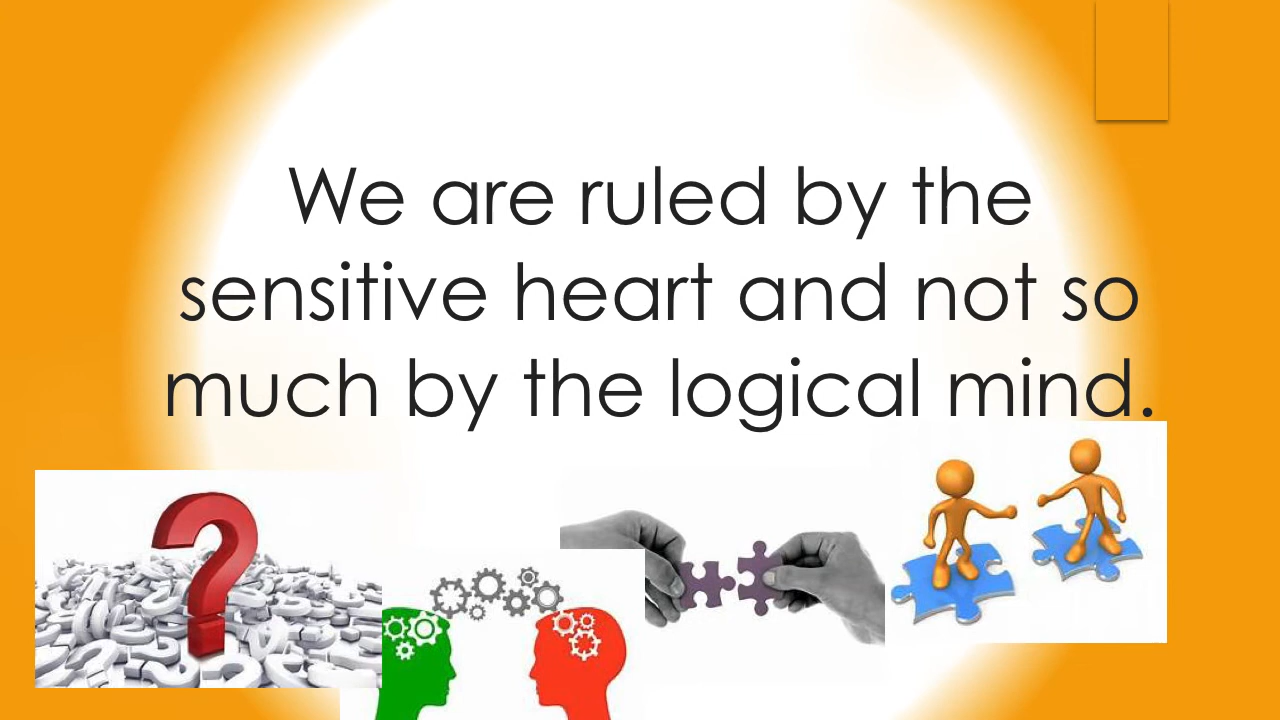 We are ruled by the
sensitive heart and not so
much by the logical mind.